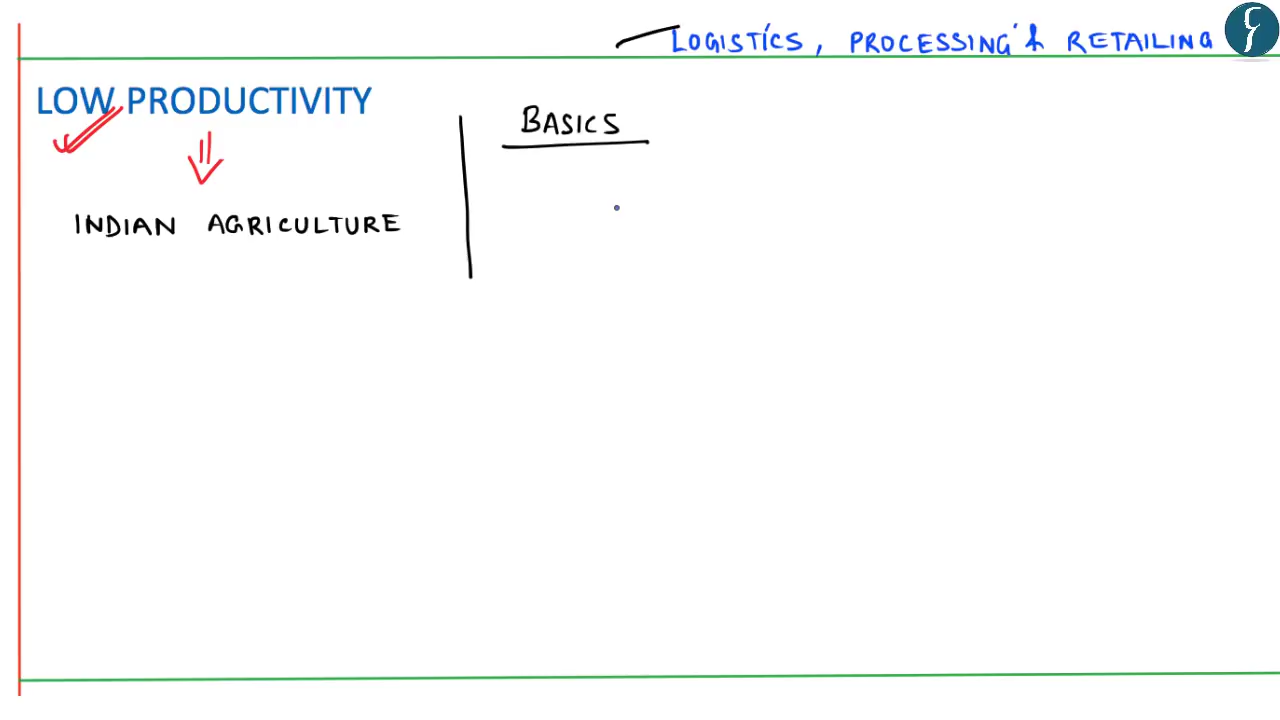 LOGISTICS, PROCESSING & RETAILING
LOW PRODUCTIVITY
BASICS
INDIAN AGRICULTURE